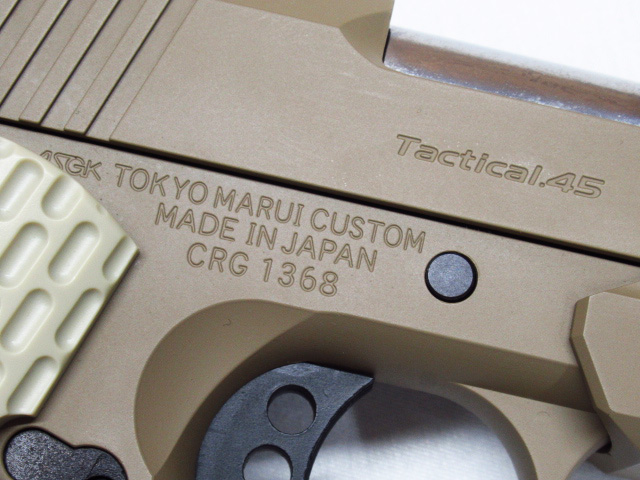 Tactical.45
ASGK TOKYO MARUI CUSTOM
MADE IN JAPAN
CRG 1368